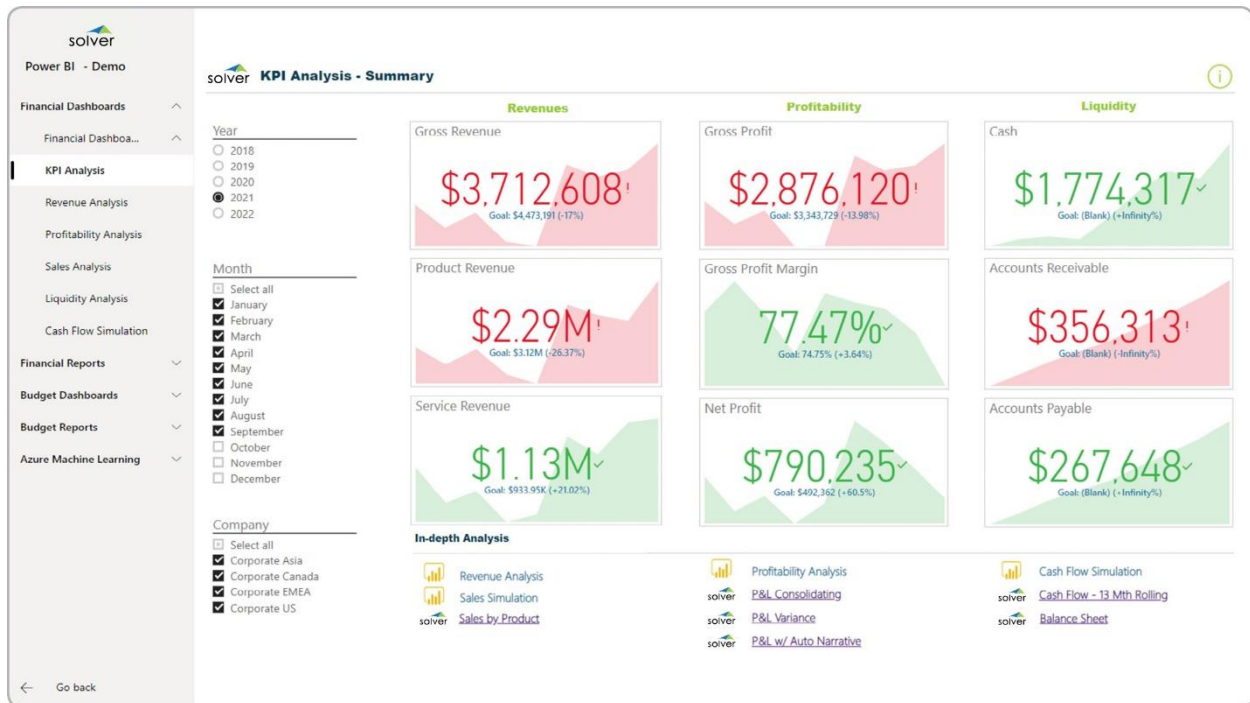 solver
Power BI - Demo
Financial Dashboards
Financial Dashboa...
KPI Analysis
Revenue Analysis
Profitability Analysis
Sales Analysis
Liquidity Analysis
Cash Flow Simulation
Financial Reports
Budget Dashboards
Budget Reports
Azure Machine Learning
Go back
solver KPI Analysis - Summary
Year
2018
2019
2020
2021
2022
Month
Select all
January
February
March
April
May
June
July
August
September
October
November
December
Company
Select all
Corporate Asia
Corporate Canada
Corporate EMEA
Corporate US
Revenues
Gross Revenue
$3,712,608!
Goal: $4,473,191 (-17%)
Product Revenue
$2.29M!
Goal: $3.12M (-26.37%)
Service Revenue
$1.13M
Goal: $933.95K (+21.02%)
Profitability
Gross Profit
$2,876,120!
Goal: $3,343,729 (-13.98%)
Gross Profit Margin
77.47%
Goal: 74.75% (+3.64%)
Net Profit
$790,235
Goal: $492,362 (+60.5%)
Liquidity
Cash
$1,774,317
Goal: (Blank) (+Infinity%)
Accounts Receivable
$356,313!
Goal: (Blank) (-Infinity%)
Accounts Payable
$267,648
Goal: (Blank) (+Infinity%)
In-depth Analysis
Revenue Analysis
Sales Simulation
solver Sales by Product
Profitability Analysis
solver P&L Consolidating
solver P&L Variance
solver P&L w/ Auto Narrative
Cash Flow Simulation
solver Cash Flow - 13 Mth Rolling
solver Balance Sheet